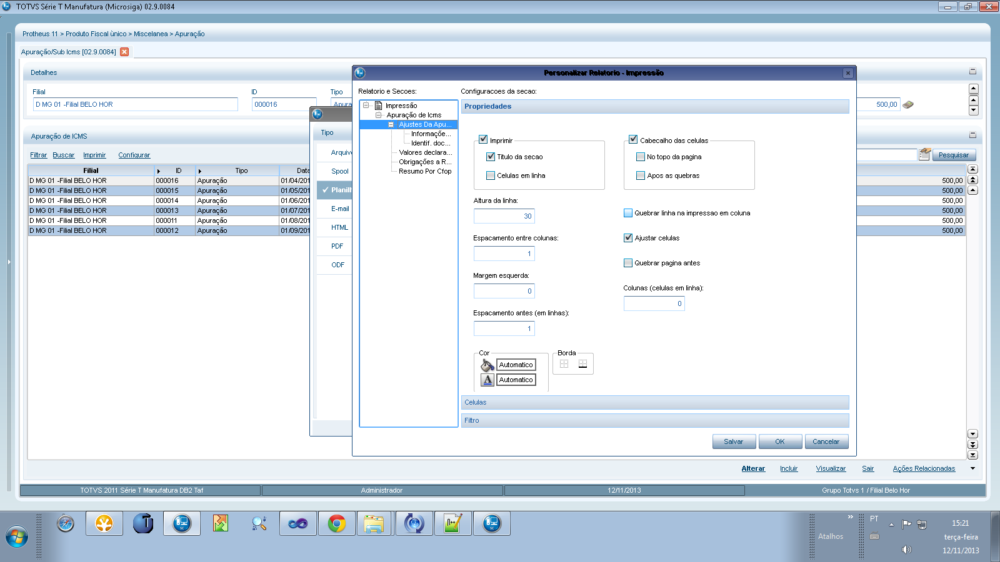 TOTVS Série T Manufatura (Microsiga) 02.9.0084
Protheus 11 > Produto Fiscal ùnico > Miscelanea > Apuração
Apuração/Sub Icms [02.9.0084]
Detalhes
Filial
ID
Tipo
D MG 01 -Filial BELO HOR
000016
Apura
500,00
Apuração de ICMS
Filtrar
Buscar
Imprimir
Configurar
Pesquisar
Filial
ID
Tipo
Data
D MG 01 -Filial BELO HOR 000016 Apuração 01/04/201 500,00
D MG 01 -Filial BELO HOR 000015 Apuração 01/05/201 500,00
D MG 01 -Filial BELO HOR 000014 Apuração 01/06/201 500,00
D MG 01 -Filial BELO HOR 000013 Apuração 01/07/201 500,00
D MG 01 -Filial BELO HOR 000011 Apuração 01/08/201 500,00
D MG 01 -Filial BELO HOR 000012 Apuração 01/09/201 500,00
Tipo
Arquiv
Spool
Planilh
E-mail
HTML
PDF
ODF
Personalizar Relatorio - Impressão
Relatorio e Secoes:
Impressão
Apuração de Icms
Ajustes Da Apu...
Informaçõe...
Identif. doc...
Valores declara...
Obrigações a R...
Resumo Por Cfop
Configuracoes da secao:
Propriedades
Imprimir
Titulo da secao
Celulas em linha
Cabecalho das celulas
No topo da pagina
Apos as quebras
Altura da linha:
30
Quebrar linha na impressao em coluna
Espacamento entre colunas:
1
Ajustar celulas
Quebrar pagina antes
Margem esquerda:
0
Colunas (celulas em linha):
0
Espacamento antes (em linhas):
1
Cor
Automatico
A Automatico
Borda
Celulas
Filtro
Salvar
OK
Cancelar
Alterar
Incluir
Visualizar
Sair
Ações Relacionadas
TOTVS 2011 Série T Manufatura DB2 Taf
Administrador
12/11/2013
Grupo Totvs 1 / Filial Belo Hor
Atalhos
PT
15:21
terça-feira
12/11/2013